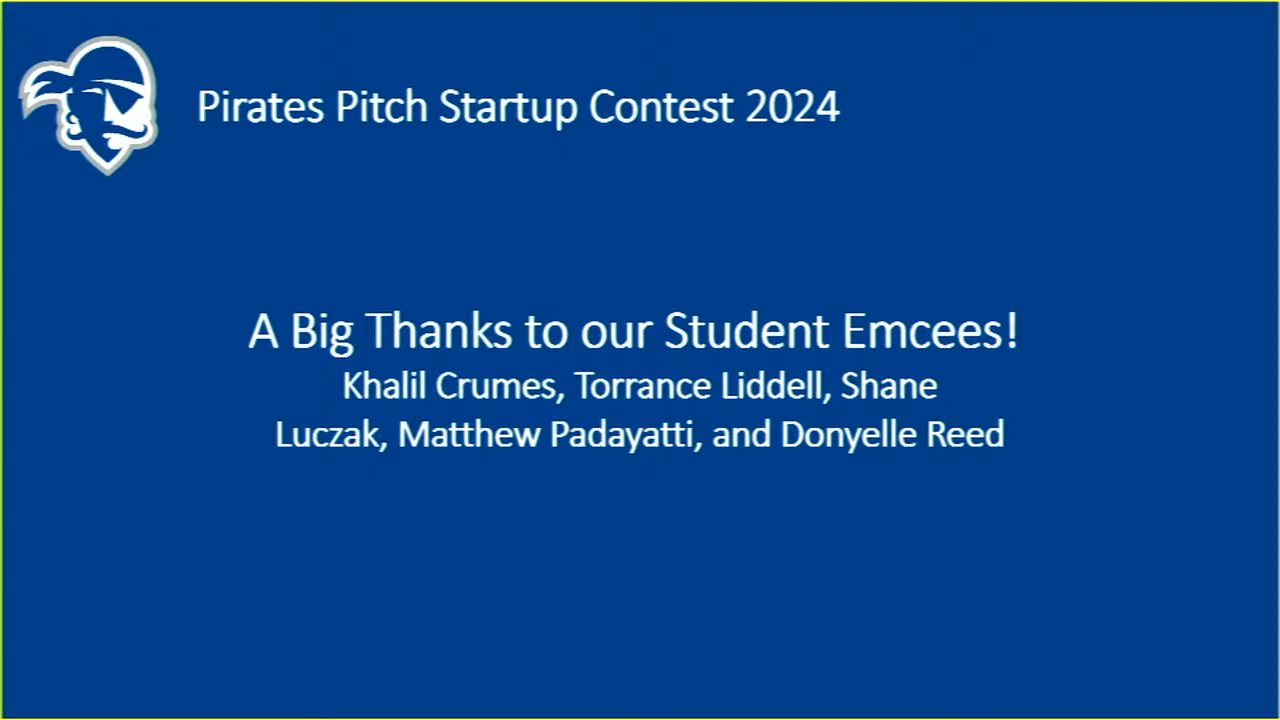 Pirates Pitch Startup Contest 2024
A Big Thanks to our Student Emcees!
Khalil Crumes, Torrance Liddell, Shane
Luczak, Matthew Padayatti, and Donyelle Reed